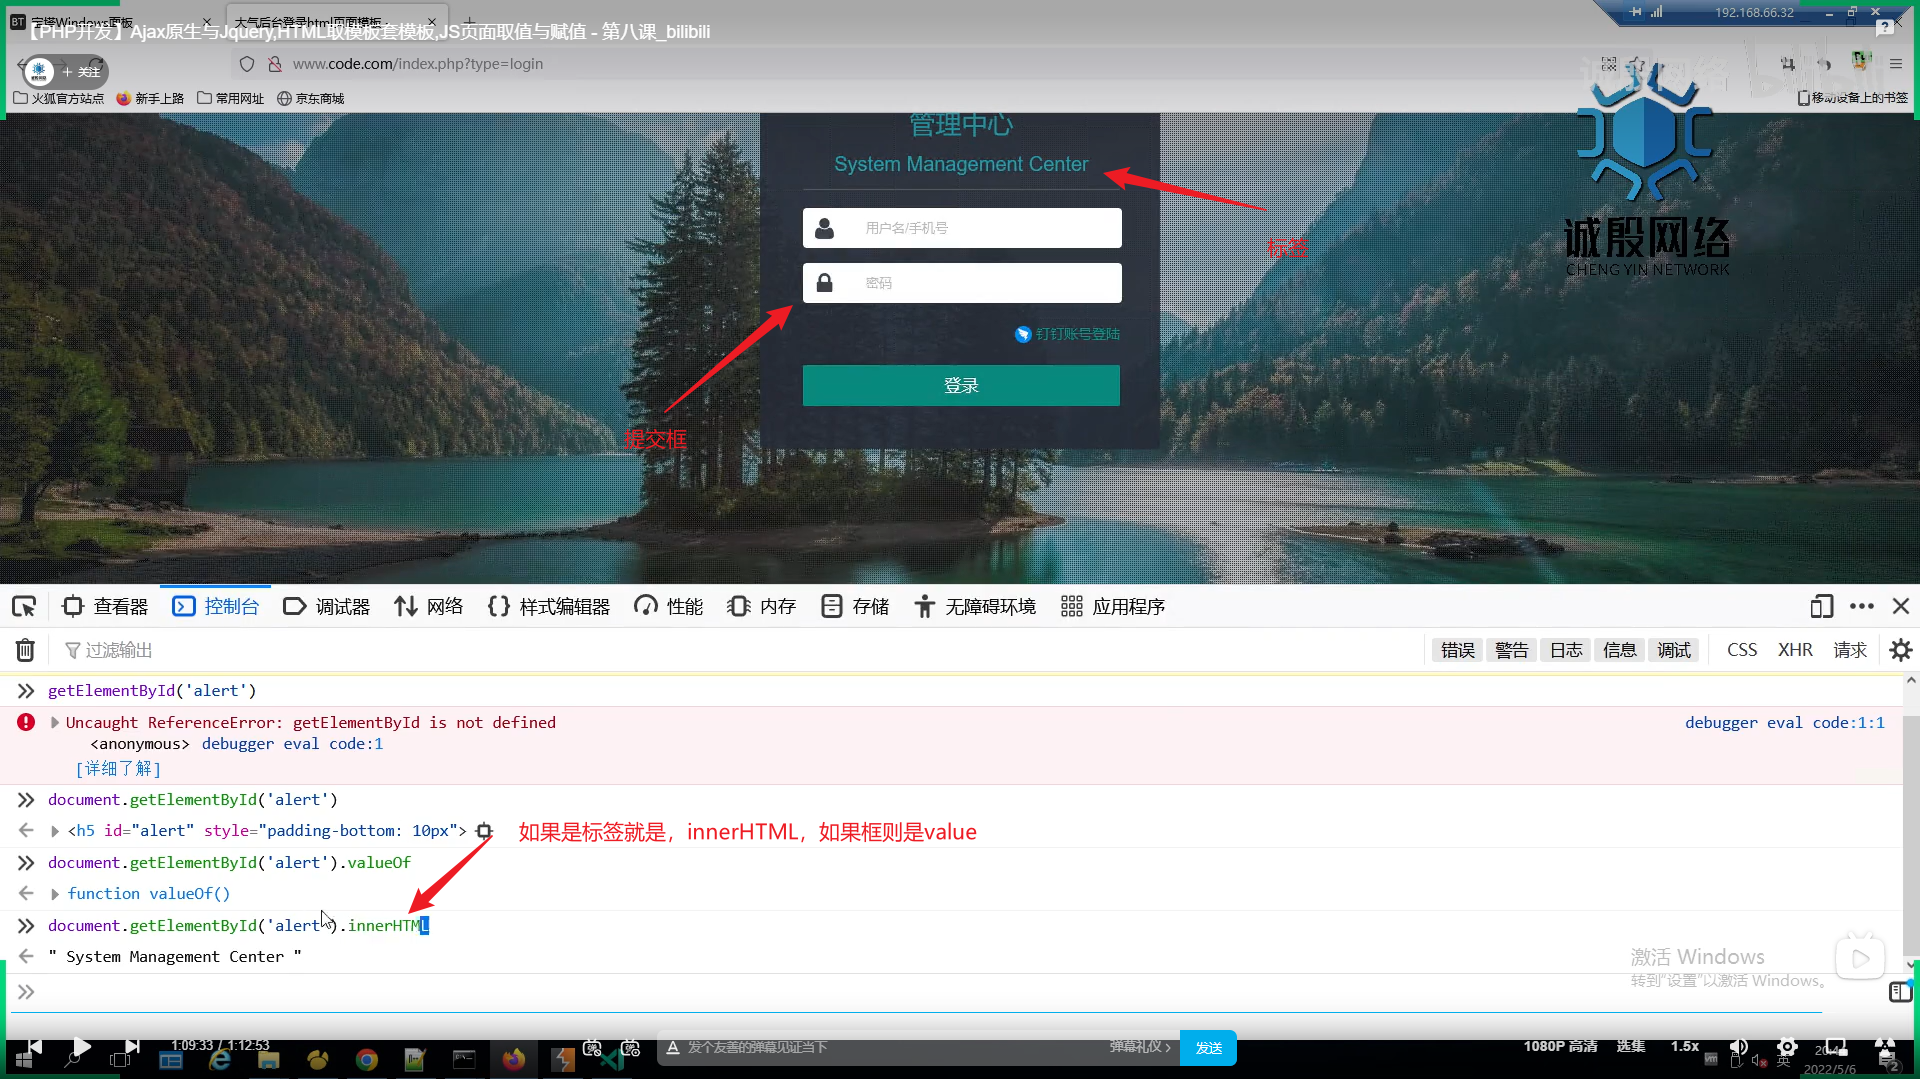 宝塔Windows面板
大气后台登录html页面模板
192.168.66.32
【PHP开发】Ajax原生与Jquery,HTML取模板套模板,JS页面取值与赋值 - 第八课_bilibili
+ 关注
www.code.com/index.php?type=login
火狐官方站点
新手上路
常用网址
京东商城
移动设备上的书签
诚殷网络
CHENG YIN NETWORK
管理中心
System Management Center
用户名/手机号
密码
钉钉账号登陆
登录
标签
提交框
查看器
控制台
调试器
网络
样式编辑器
性能
内存
存储
无障碍环境
应用程序
过滤输出
错误
警告
日志
信息
调试
CSS
XHR
请求
getElementById('alert')
Uncaught ReferenceError: getElementById is not defined
debugger eval code:1:1
<anonymous> debugger eval code:1
[详细了解]
document.getElementById('alert')
<h5 id="alert" style="padding-bottom: 10px">
如果是标签就是，innerHTML，如果框则是value
document.getElementById('alert').valueOf
function valueOf()
document.getElementById('alert').innerHTML
" System Management Center "
激活 Windows
转到"设置"以激活 Windows。
1:09:33 / 1:12:53
发个友善的弹幕见证当下
弹幕礼仪 >
发送
1080P 高清
选集
1.5x
英
2022/5/6